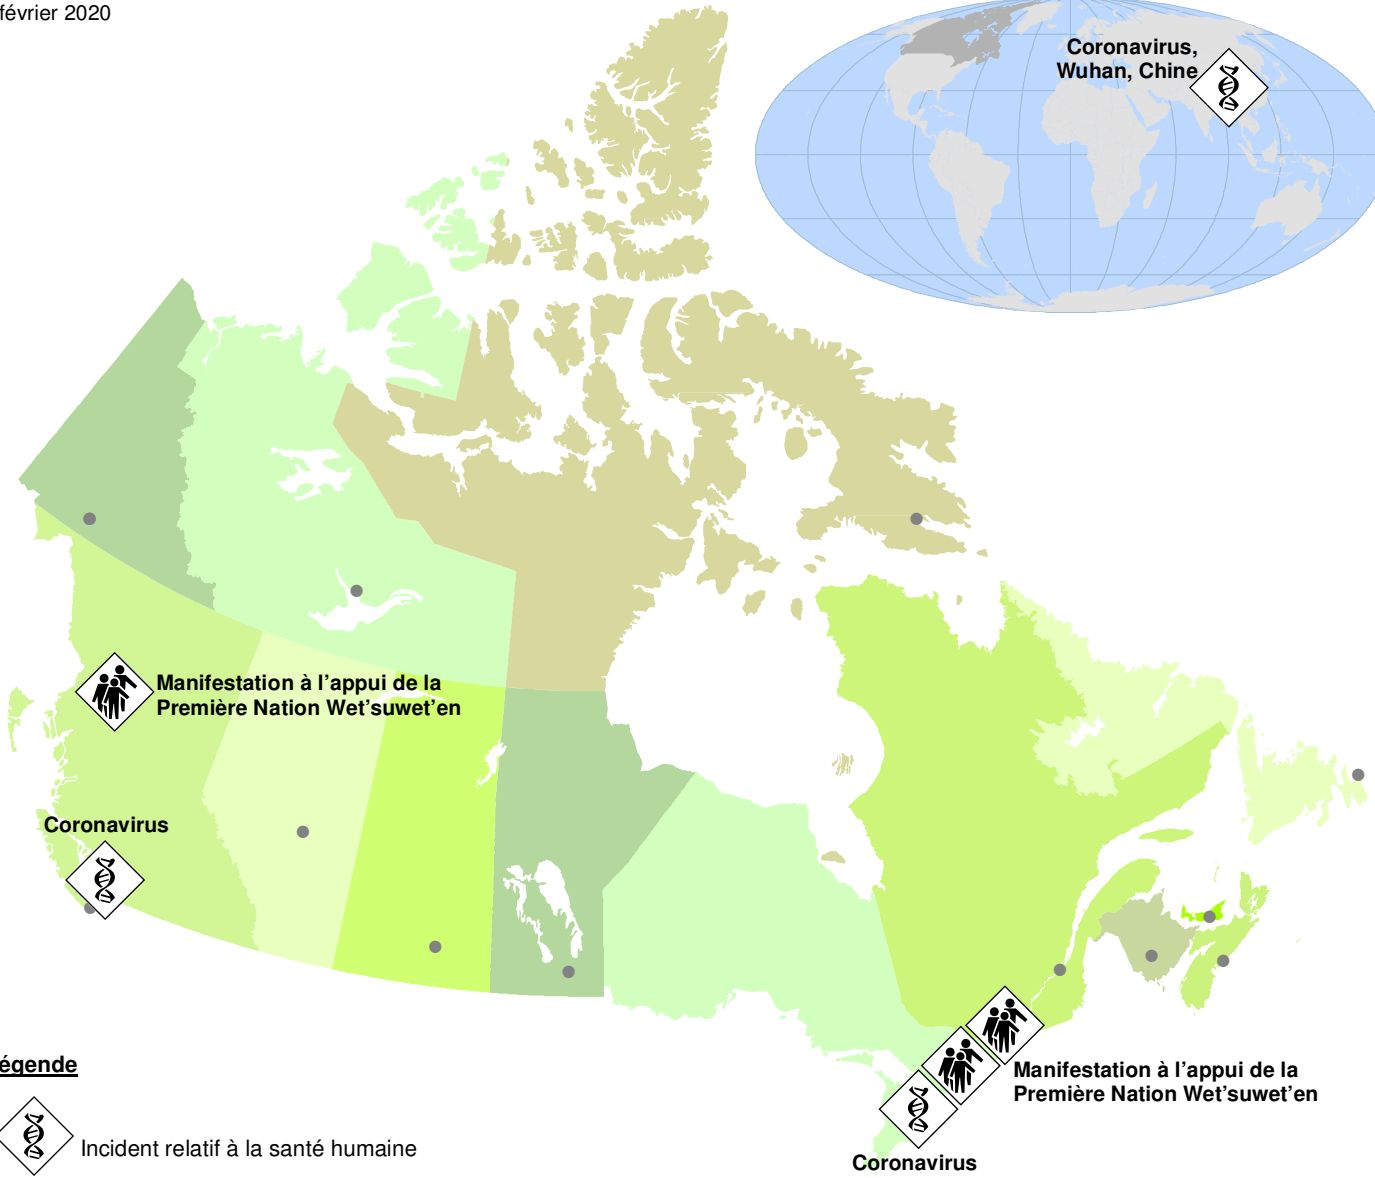 février 2020
Coronavirus,
Wuhan, Chine
Manifestation à l’appui de la
Première Nation Wet’suwet’en
Coronavirus
Manifestation à l’appui de la
Première Nation Wet’suwet’en
Coronavirus
égende
Incident relatif à la santé humaine